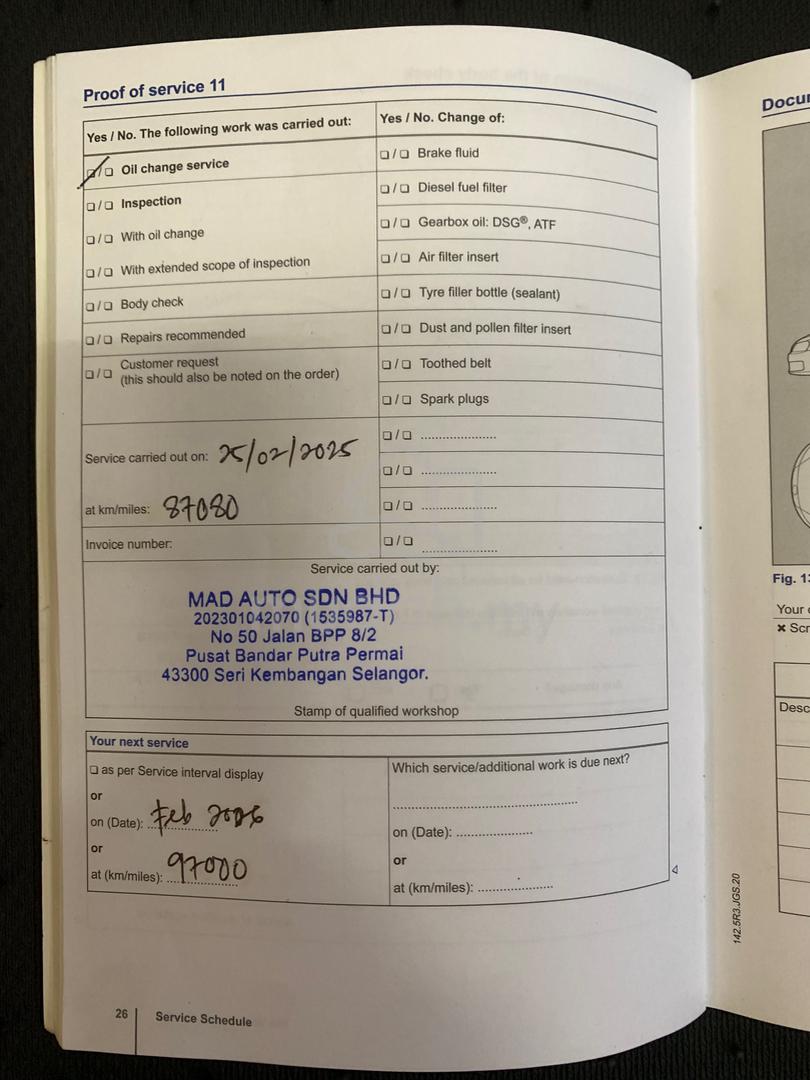 Proof of service 11
Yes / No. The following work was carried out:
❑ / ❑ Oil change service
❑ / ❑ Inspection
❑ / ❑ With oil change
❑ / ❑ With extended scope of inspection
❑ / ❑ Body check
❑ / ❑ Repairs recommended
❑ / ❑ Customer request
(this should also be noted on the order)
Service carried out on: 25/02/2025
at km/miles: 87080
Invoice number:
Yes / No. Change of:
❑ / ❑ Brake fluid
❑ / ❑ Diesel fuel filter
❑ / ❑ Gearbox oil: DSG®, ATF
❑ / ❑ Air filter insert
❑ / ❑ Tyre filler bottle (sealant)
❑ / ❑ Dust and pollen filter insert
❑ / ❑ Toothed belt
❑ / ❑ Spark plugs
❑ / ❑ ....................
❑ / ❑ ....................
❑ / ❑ ....................
❑ / ❑ ....................
Service carried out by:
MAD AUTO SDN BHD
202301042070 (1535987-T)
No 50 Jalan BPP 8/2
Pusat Bandar Putra Permai
43300 Seri Kembangan Selangor.
Stamp of qualified workshop
Your next service
❑ as per Service interval display
or
on (Date): Feb 2026
or
at (km/miles): 97000
Which service/additional work is due next?
..................................................
on (Date): ....................
or
at (km/miles): ....................
26
Service Schedule
142.5R3.JGS.20
Docu
Fig. 13
Your
✖ Scr
Desc